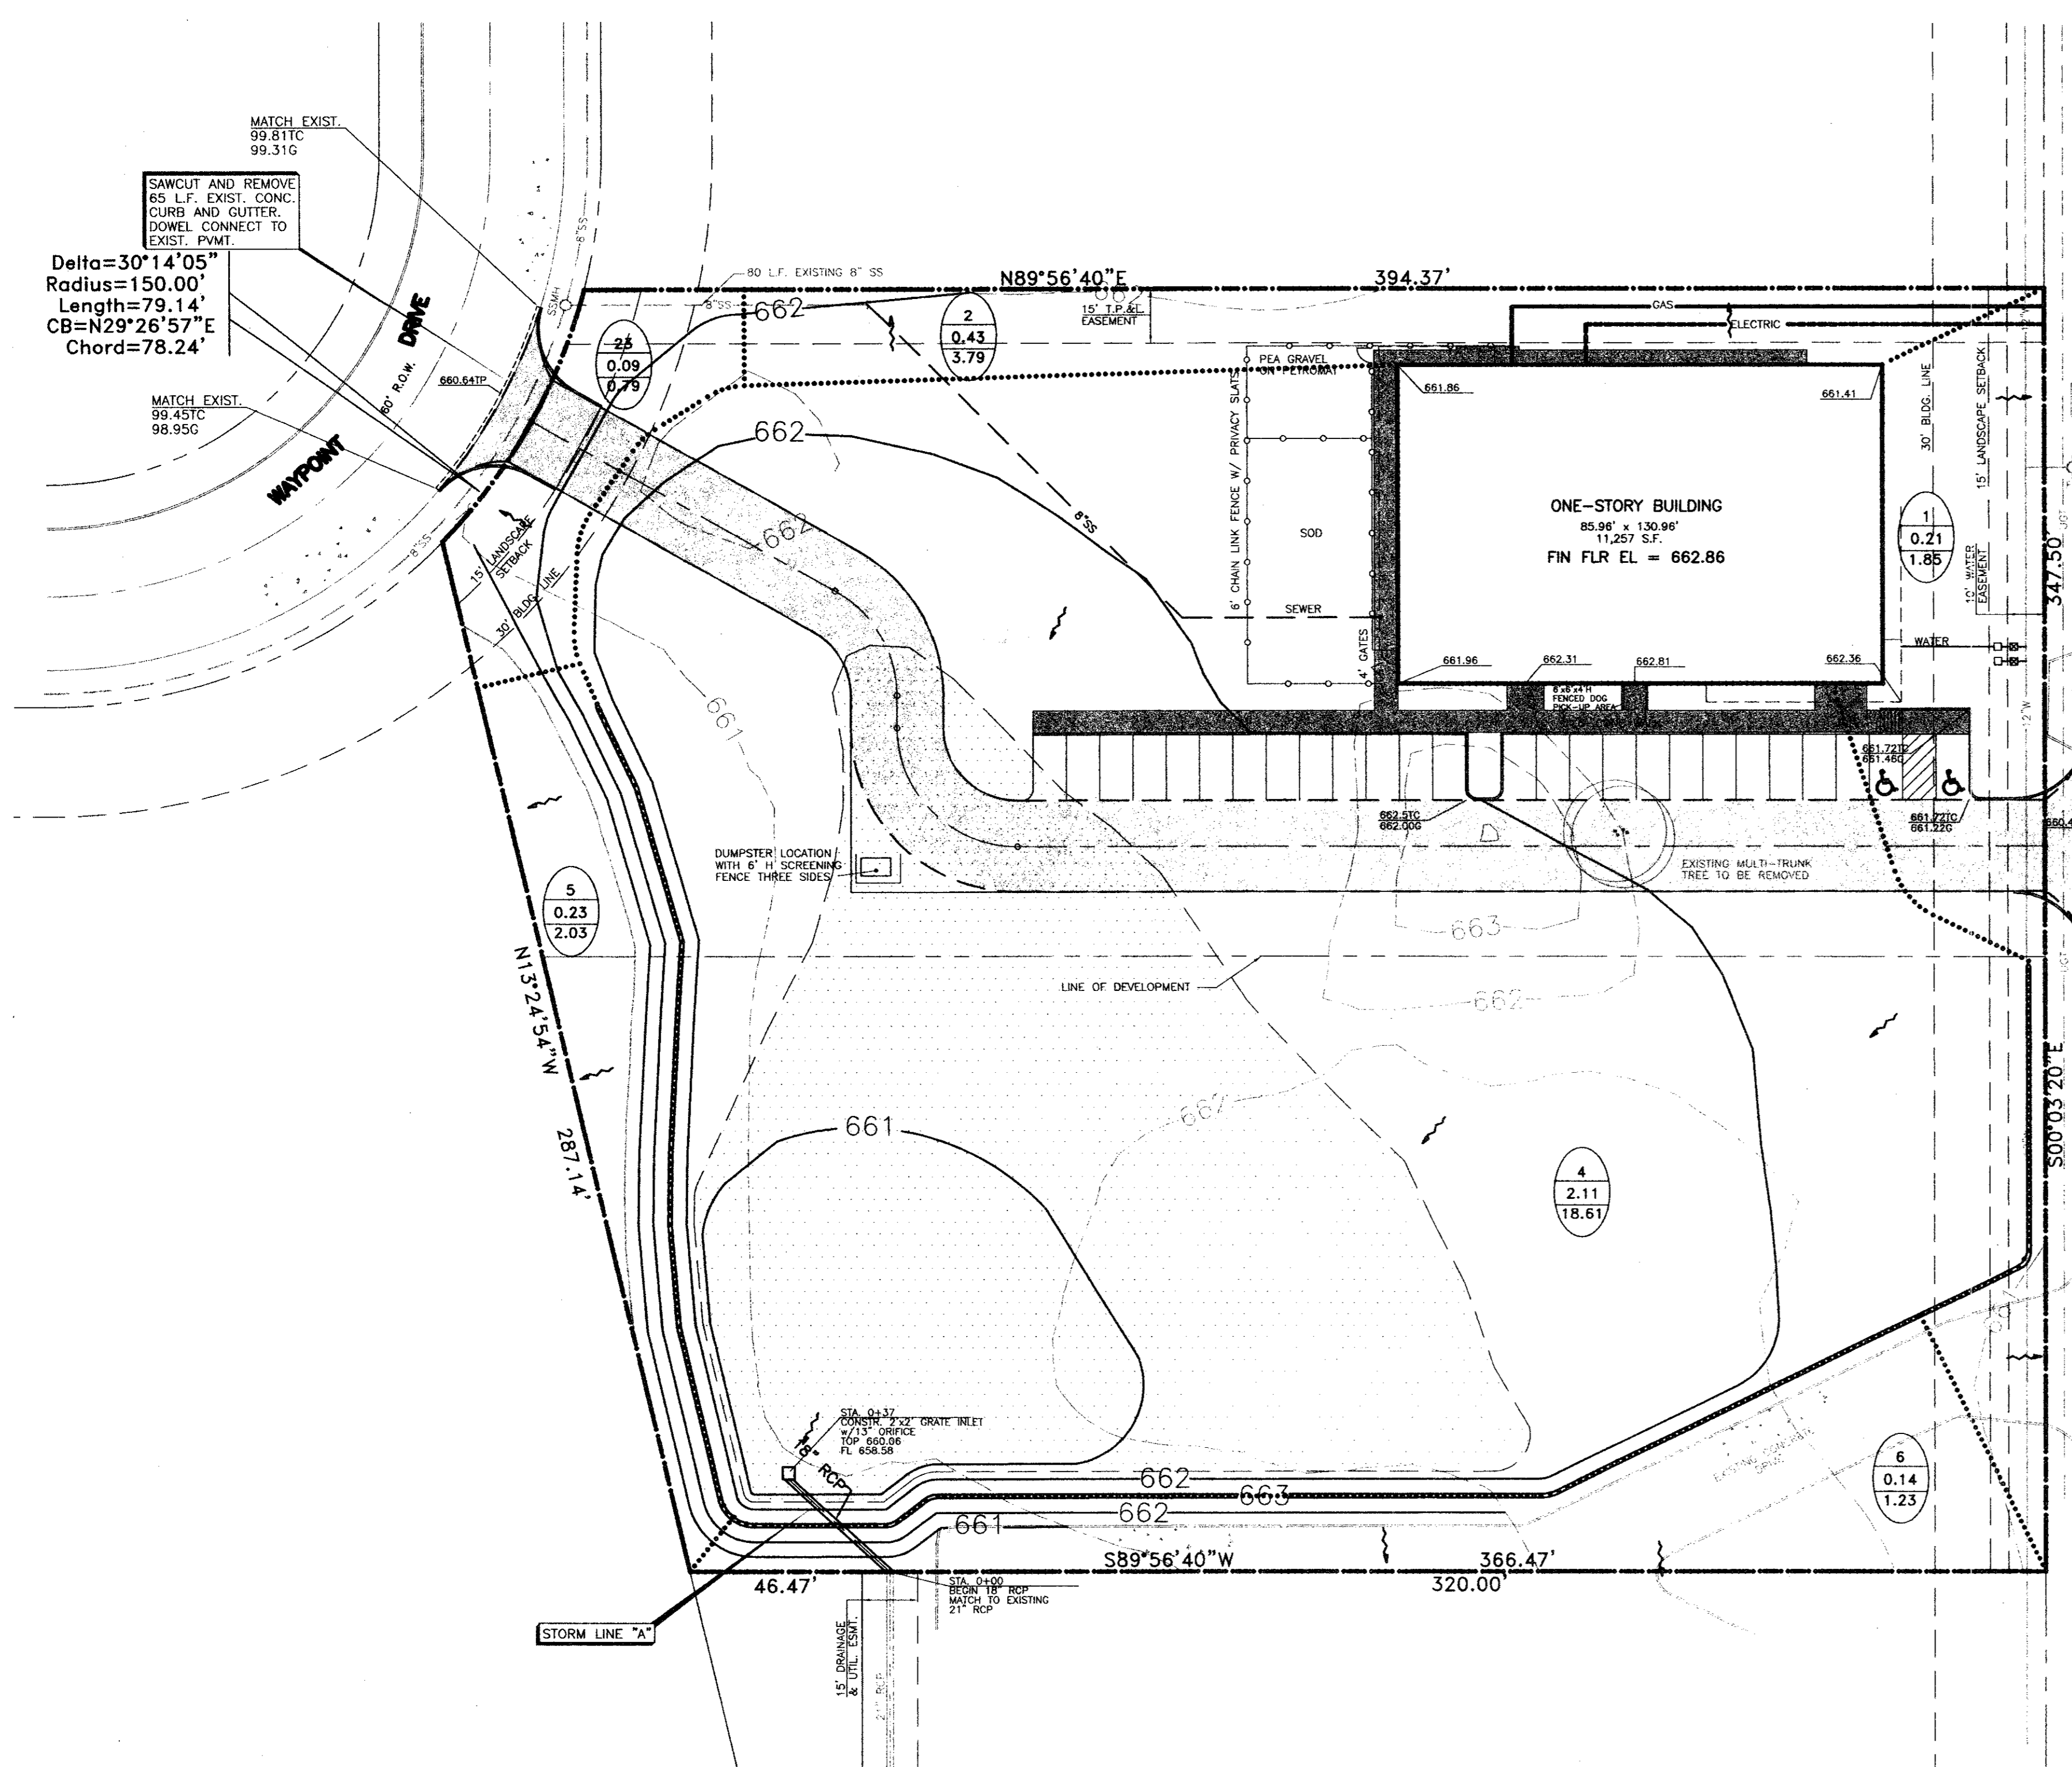 MATCH EXIST.
99.81TC
99.31G
SAWCUT AND REMOVE
65 L.F. EXIST. CONC.
CURB AND GUTTER.
DOWEL CONNECT TO
EXIST. PVMT.
Delta=30°14'05"
Radius=150.00'
Length=79.14'
CB=N29°26'57"E
Chord=78.24'
MATCH EXIST.
99.45TC
98.95G
WAYPOINT DRIVE
60' R.O.W.
660.64TP
8"SS
SSMH
8"SS
80 L.F. EXISTING 8" SS
8"SS
N89°56'40"E
394.37'
662
0.09
0.79
2
0.43
3.79
15' T.P.&L.
EASEMENT
GAS
ELECTRIC
PEA GRAVEL
ON PETROMAT
6' CHAIN LINK FENCE W/ PRIVACY SLATS
SOD
4' GATES
661.86
661.41
ONE-STORY BUILDING
85.96' x 130.96'
11,257 S.F.
FIN FLR EL = 662.86
661.96
662.31
662.81
662.36
6'x6'x4'H
FENCED DOG
PICK-UP AREA
30' BLDG. LINE
15' LANDSCAPE SETBACK
1
0.21
1.85
10' WATER
EASEMENT
347.50'
WATER
12"W
662
662
8"SS
SEWER
15' LANDSCAPE
SETBACK
30' BLDG. LINE
661
661.72TC
661.46G
662.5TC
662.00G
661.72TC
661.22G
DUMPSTER LOCATION
WITH 6' H SCREENING
FENCE THREE SIDES
EXISTING MULTI-TRUNK
TREE TO BE REMOVED
5
0.23
2.03
N13°24'54"W
287.14'
663
662
LINE OF DEVELOPMENT
S00°03'20"E
662
661
4
2.11
18.61
STA. 0+37
CONSTR. 2'x2' GRATE INLET
w/13" ORIFICE
TOP 660.06
FL 658.58
18" RCP
662
663
662
661
6
0.14
1.23
S89°56'40"W
366.47'
46.47'
320.00'
STA. 0+00
BEGIN 18" RCP
MATCH TO EXISTING
21" RCP
STORM LINE "A"
15' DRAINAGE
& UTIL. ESMT.
21" RCP